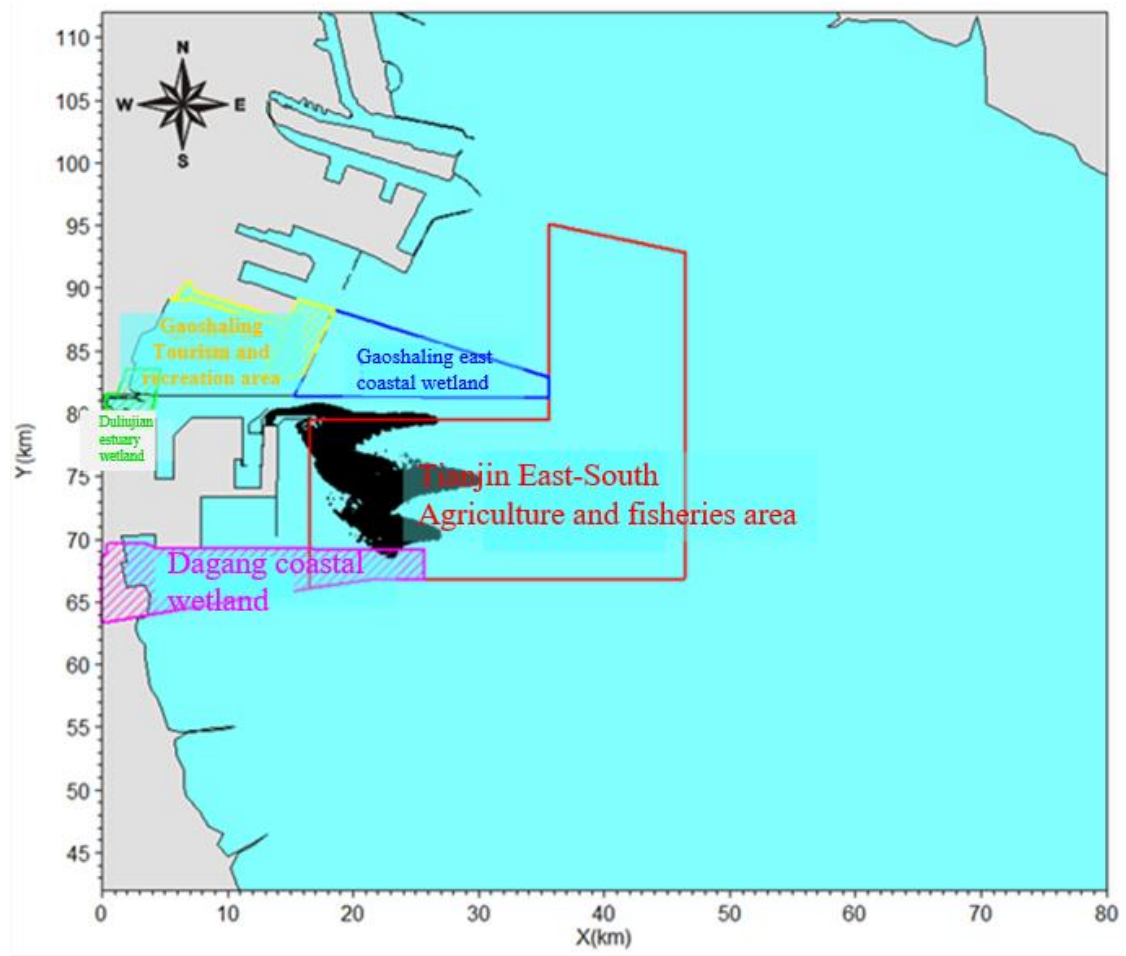 110
105
100
95
90
85
80
75
70
65
60
55
50
45
Y(km)
N
W
E
S
Gaoshaling
Tourism and
recreation area
Gaoshaling east
coastal wetland
Duliujian
estuary
wetland
Tianjin East-South
Agriculture and fisheries area
Dagang coastal
wetland
0
10
20
30
40
50
60
70
80
X(km)